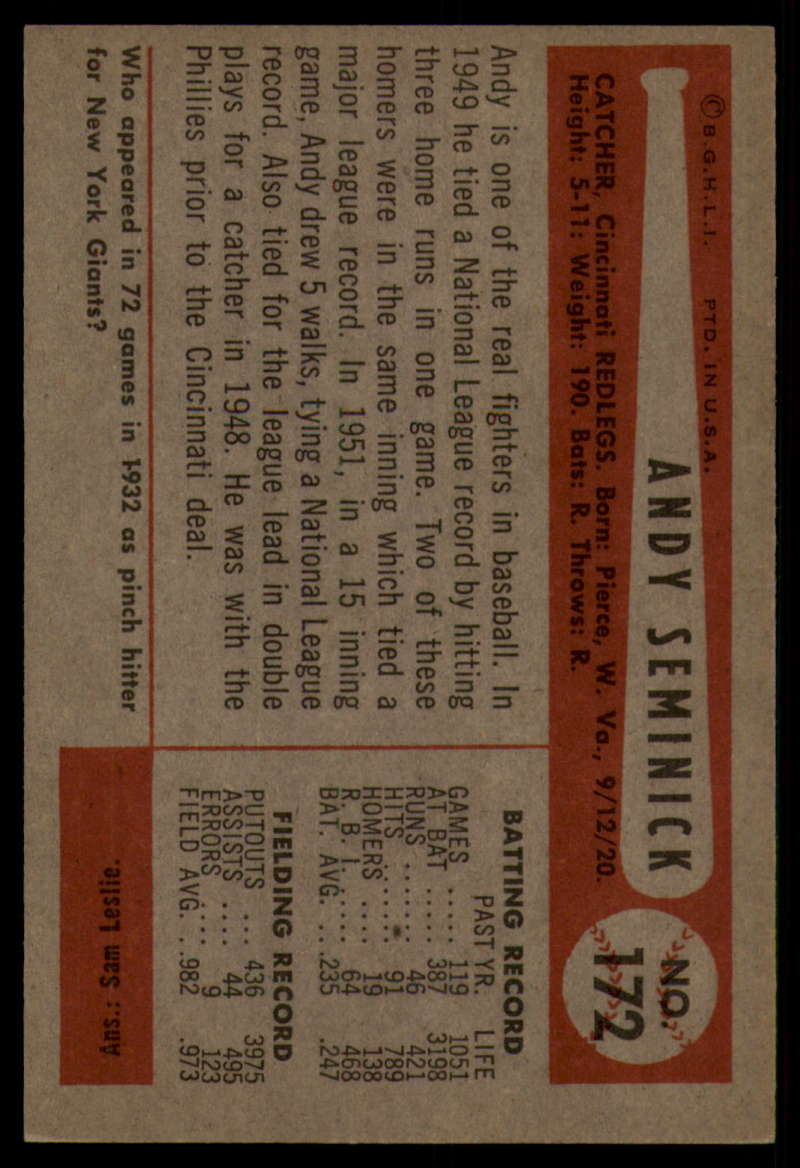 © B.G.H.L.I. PTD. IN U.S.A.
ANDY SEMINICK
NO.
172
CATCHER, Cincinnati REDLEGS. Born: Pierce, W. Va., 9/12/20.
Height: 5-11: Weight: 190. Bats: R. Throws: R.
Andy is one of the real fighters in baseball. In
1949 he tied a National League record by hitting
three home runs in one game. Two of these
homers were in the same inning which tied a
major league record. In 1951, in a 15 inning
game, Andy drew 5 walks, tying a National League
record. Also tied for the league lead in double
plays for a catcher in 1948. He was with the
Phillies prior to the Cincinnati deal.
BATTING RECORD
PAST YR. LIFE
GAMES ..... 119 1051
AT BAT ..... 387 3198
RUNS ....... 46 421
HITS ....... 91 789
HOMERS .... 19 138
R. B. I. ..... 64 468
BAT. AVG. ... .235 .247
FIELDING RECORD
PUTOUTS ... 436 3975
ASSISTS .... 44 495
ERRORS .... 9 123
FIELD AVG. . .982 .973
Who appeared in 72 games in 1932 as pinch hitter
for New York Giants?
Ans.: Sam Leslie.